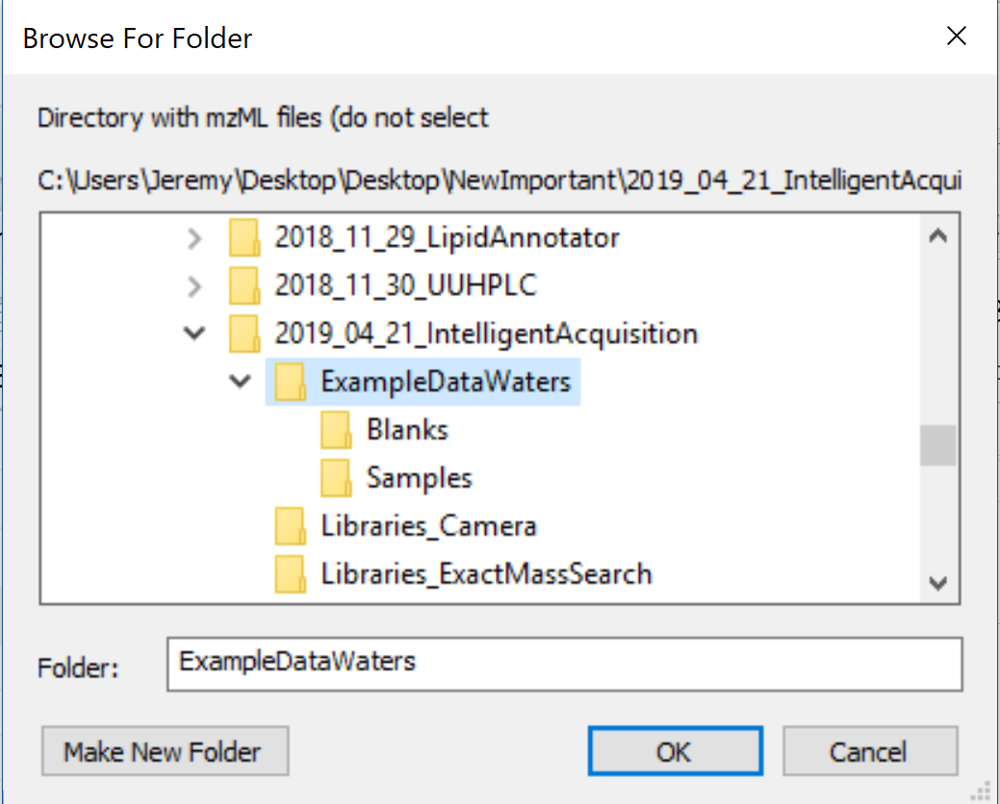 Browse For Folder
Directory with mzML files (do not select
C:\Users\Jeremy\Desktop\Desktop\NewImportant\2019_04_21_IntelligentAcqui
2018_11_29_LipidAnnotator
2018_11_30_UUHPLC
2019_04_21_IntelligentAcquisition
ExampleDataWaters
Blanks
Samples
Libraries_Camera
Libraries_ExactMassSearch
Folder: ExampleDataWaters
Make New Folder OK Cancel